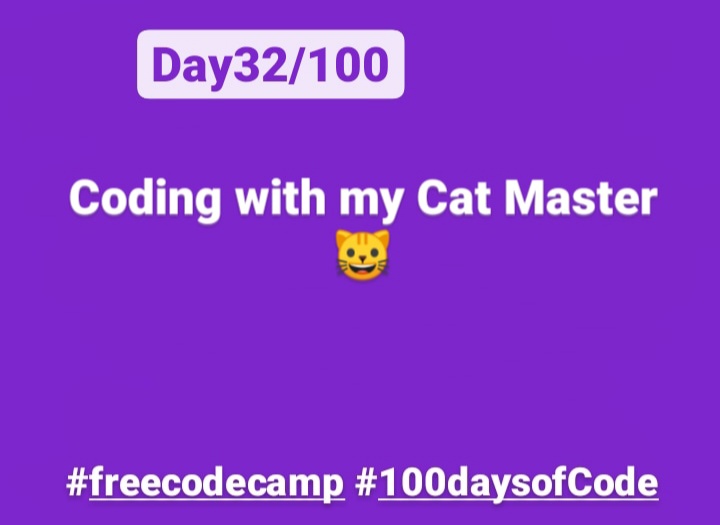 Day32/100
Coding with my Cat Master
😺
#freecodecamp #100daysofCode